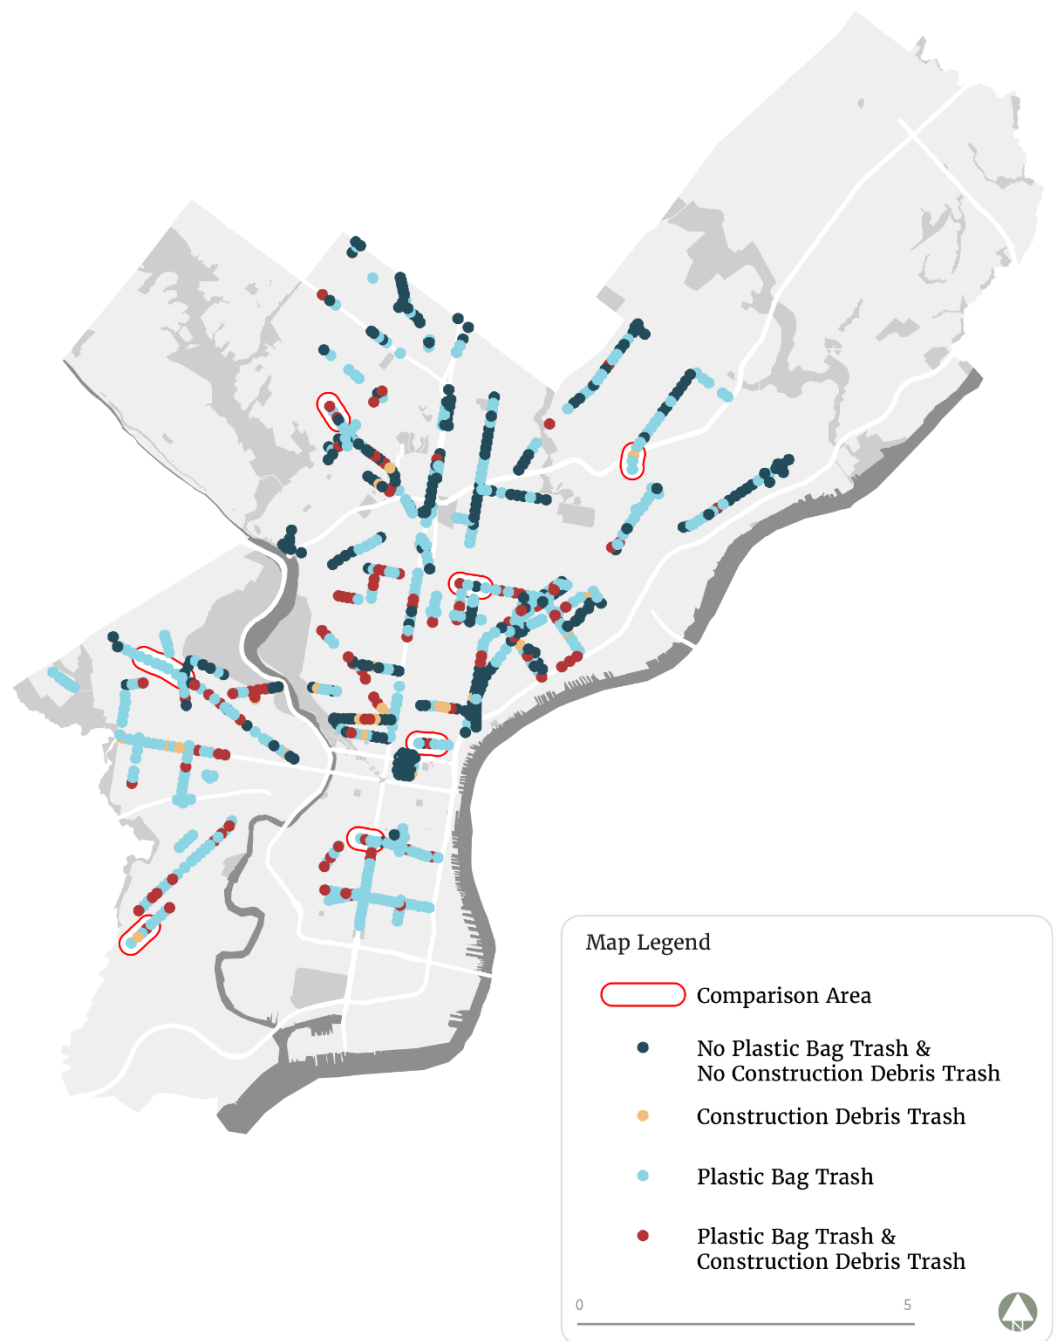 Map Legend
Comparison Area
No Plastic Bag Trash &
No Construction Debris Trash
Construction Debris Trash
Plastic Bag Trash
Plastic Bag Trash &
Construction Debris Trash
0 5
N